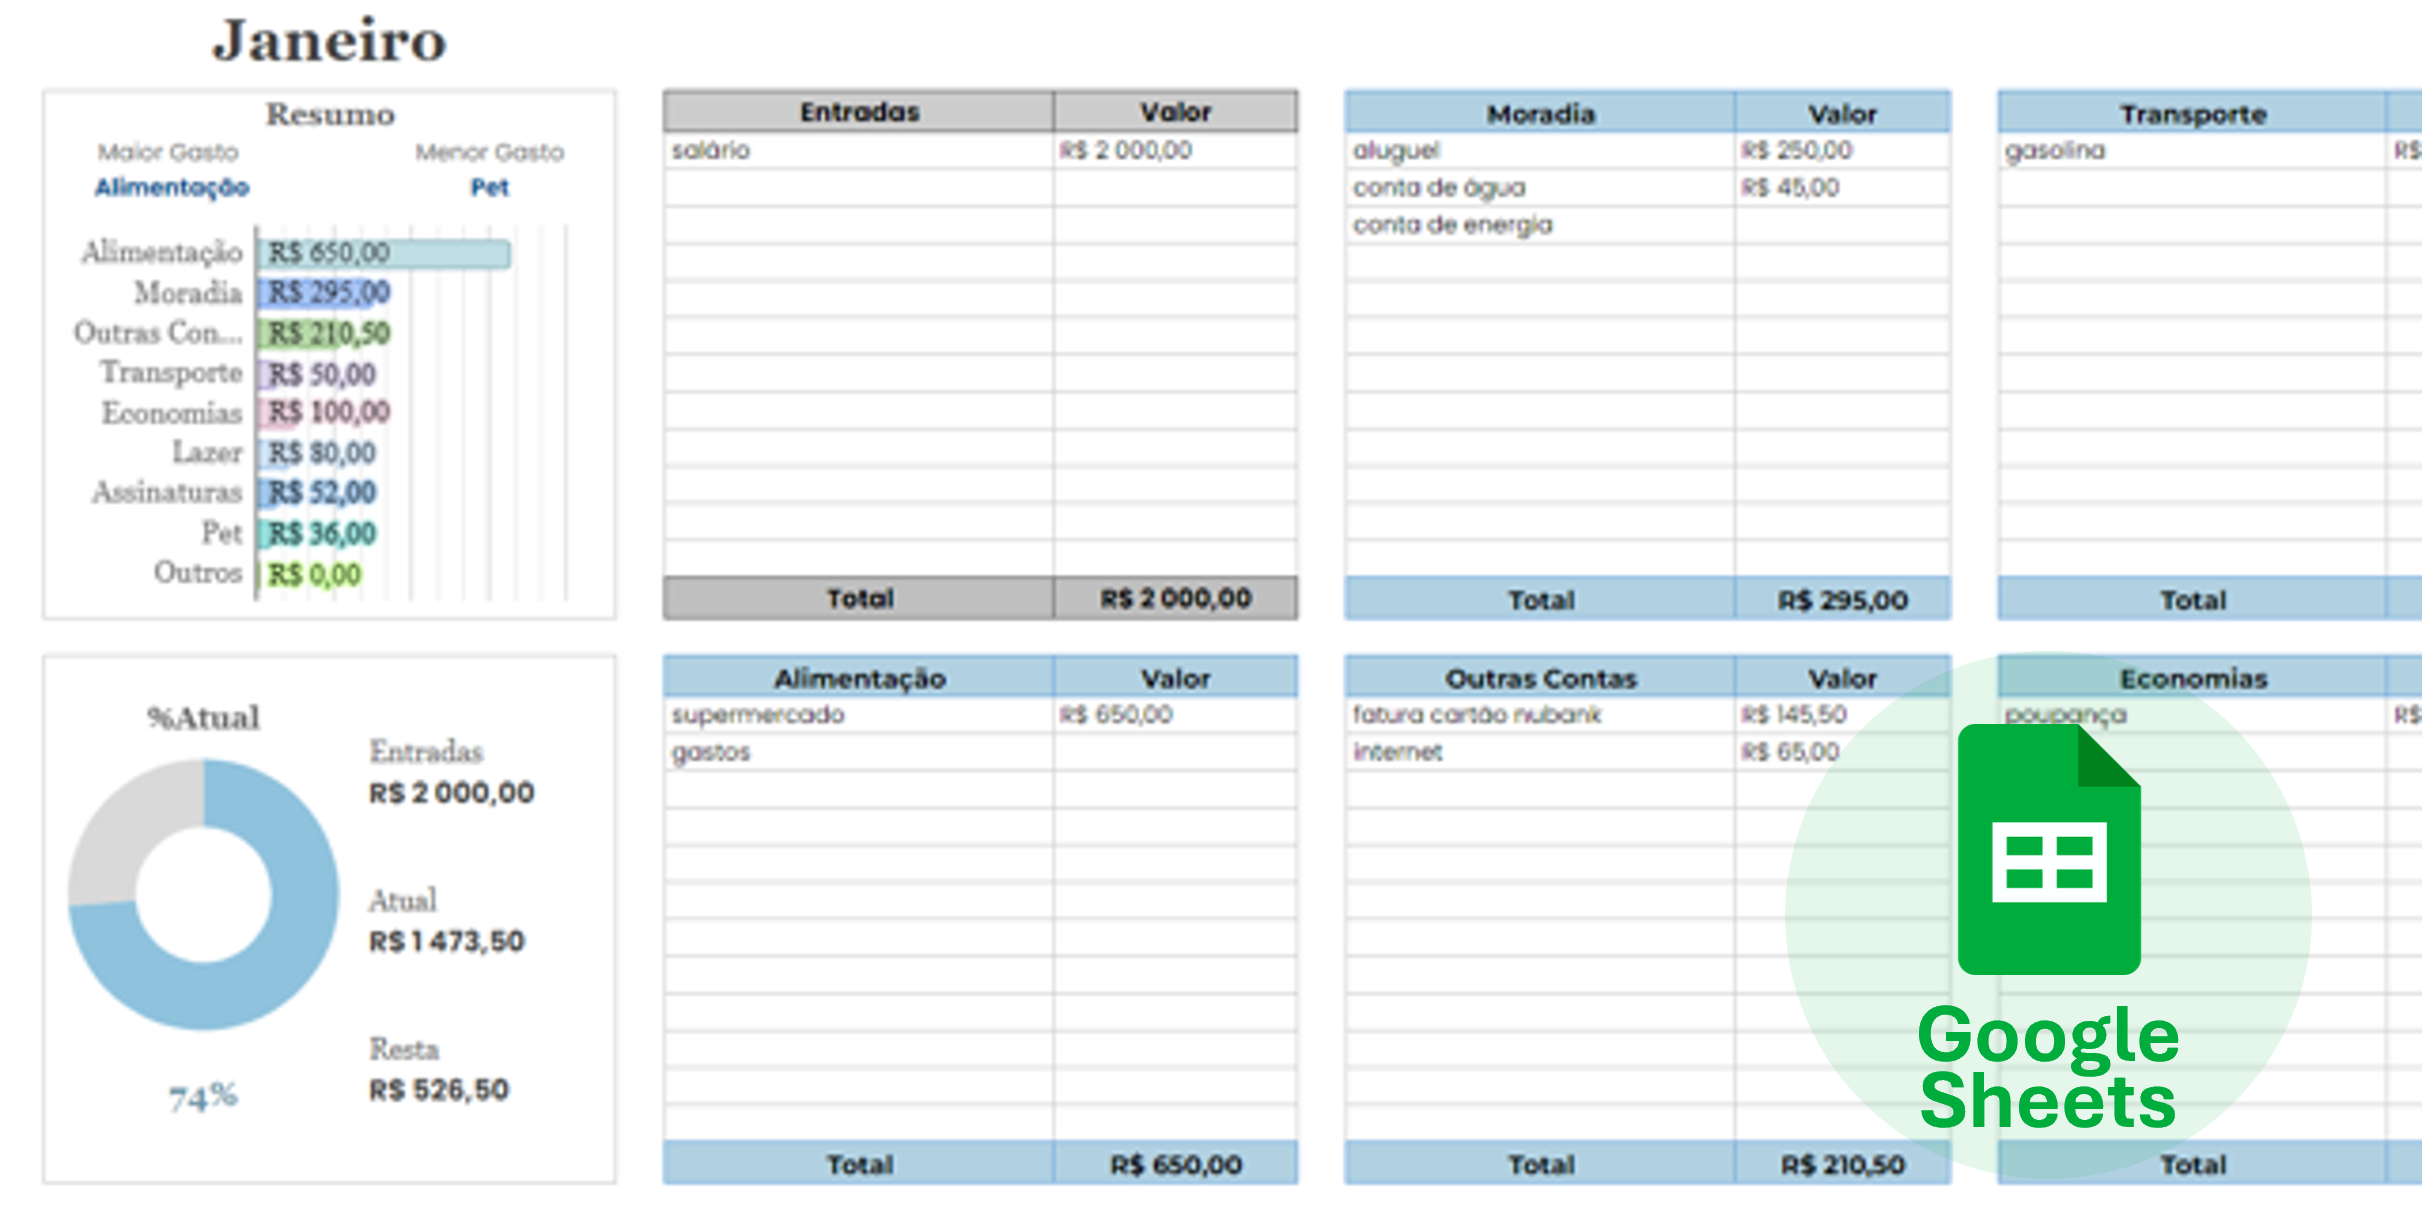 Janeiro
Resumo
Maior Gasto Menor Gasto
Alimentação Pet
Alimentação R$ 650,00
Moradia R$ 295,00
Outras Con... R$ 210,50
Transporte R$ 50,00
Economias R$ 100,00
Lazer R$ 80,00
Assinaturas R$ 52,00
Pet R$ 36,00
Outros R$ 0,00
%Atual
Entradas
R$ 2 000,00
Atual
R$ 1 473,50
Resta
R$ 526,50
74%
Entradas Valor
salário R$ 2 000,00
Total R$ 2 000,00
Moradia Valor
aluguel R$ 250,00
conta de água R$ 45,00
conta de energia
Total R$ 295,00
Transporte
gasolina R$
Total
Alimentação Valor
supermercado R$ 650,00
gastos
Total R$ 650,00
Outras Contas Valor
fatura cartão nubank R$ 145,50
internet R$ 65,00
Total R$ 210,50
Economias
poupança R$
Total
Google
Sheets